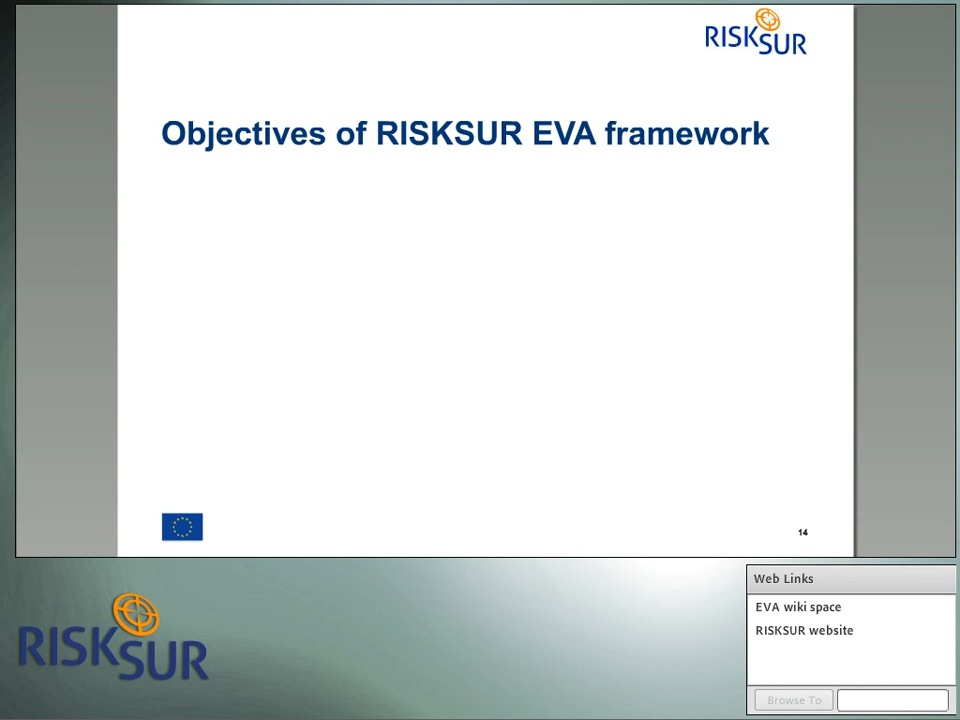 RISKSUR
Objectives of RISKSUR EVA framework
14
RISKSUR
Web Links
EVA wiki space
RISKSUR website
Browse To